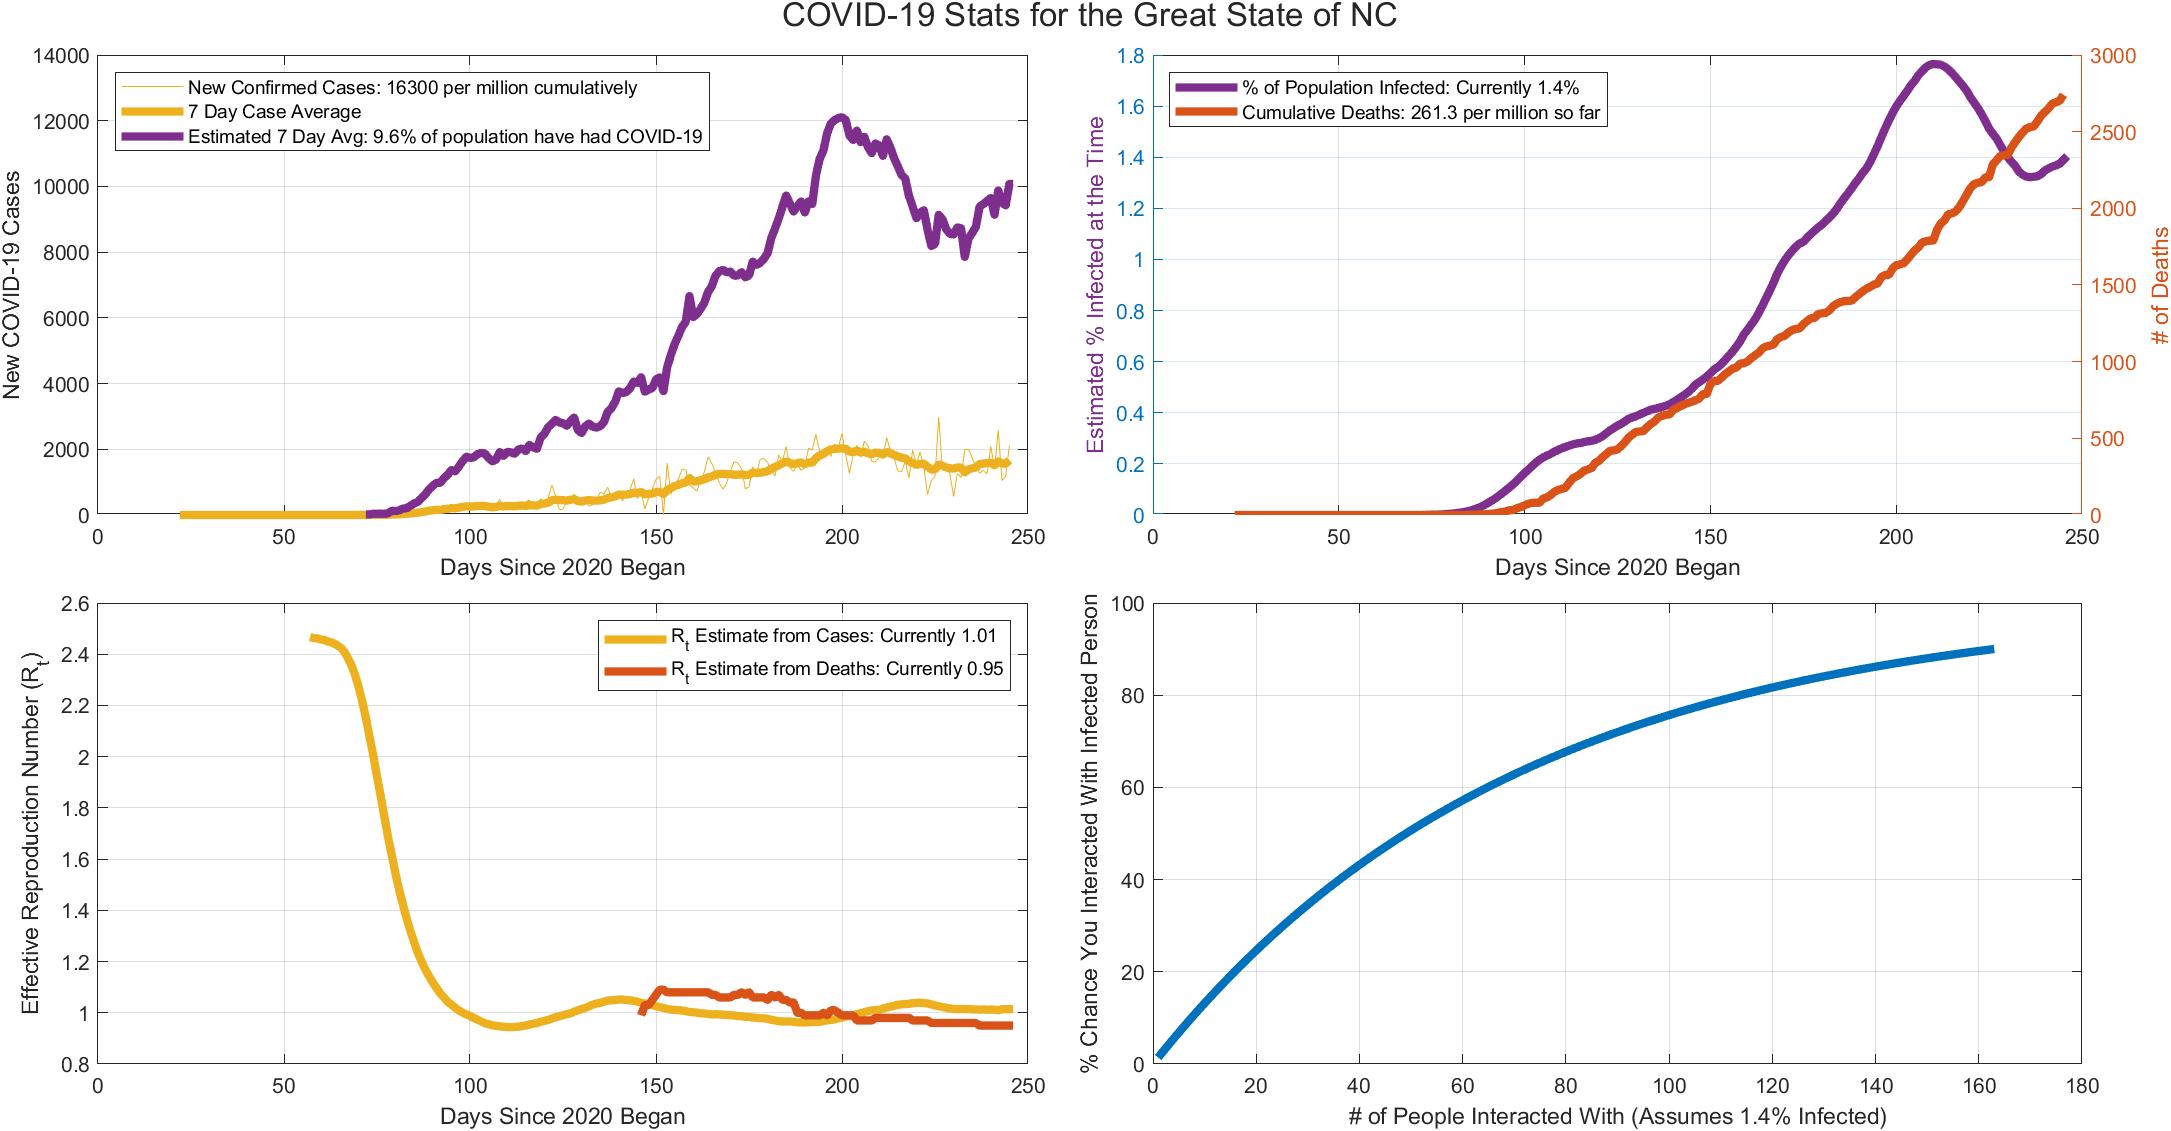 COVID-19 Stats for the Great State of NC
New COVID-19 Cases
14000
12000
10000
8000
6000
4000
2000
0
New Confirmed Cases: 16300 per million cumulatively
7 Day Case Average
Estimated 7 Day Avg: 9.6% of population have had COVID-19
0 50 100 150 200 250
Days Since 2020 Began
Estimated % Infected at the Time
1.8
1.6
1.4
1.2
1
0.8
0.6
0.4
0.2
0
% of Population Infected: Currently 1.4%
Cumulative Deaths: 261.3 per million so far
3000
2500
2000
1500
1000
500
0
# of Deaths
0 50 100 150 200 250
Days Since 2020 Began
Effective Reproduction Number (Rt)
2.6
2.4
2.2
2
1.8
1.6
1.4
1.2
1
0.8
Rt Estimate from Cases: Currently 1.01
Rt Estimate from Deaths: Currently 0.95
0 50 100 150 200 250
Days Since 2020 Began
% Chance You Interacted With Infected Person
100
80
60
40
20
0
0 20 40 60 80 100 120 140 160 180
# of People Interacted With (Assumes 1.4% Infected)